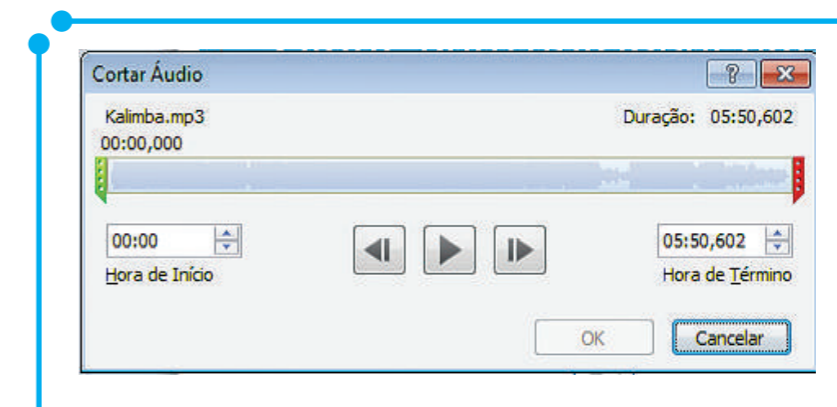 Cortar Áudio
Kalimba.mp3 Duração: 05:50,602
00:00,000
00:00 05:50,602
Hora de Início Hora de Término
OK Cancelar